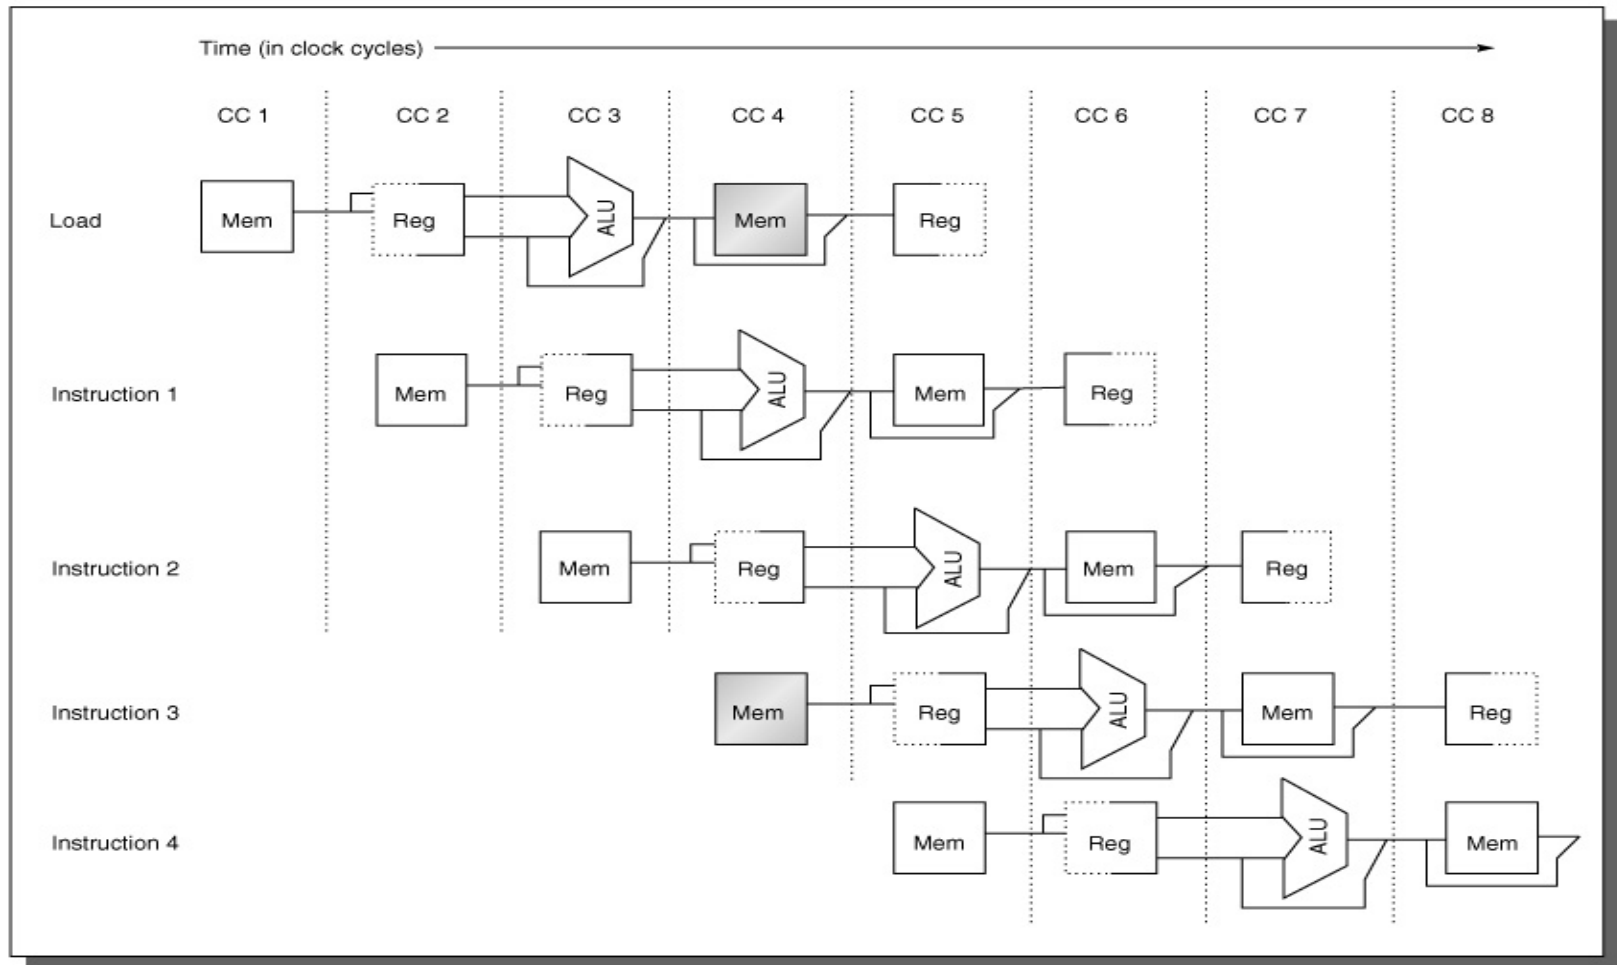 Time (in clock cycles)
CC 1 CC 2 CC 3 CC 4 CC 5 CC 6 CC 7 CC 8
Load Mem Reg ALU Mem Reg
Instruction 1 Mem Reg ALU Mem Reg
Instruction 2 Mem Reg ALU Mem Reg
Instruction 3 Mem Reg ALU Mem Reg
Instruction 4 Mem Reg ALU Mem